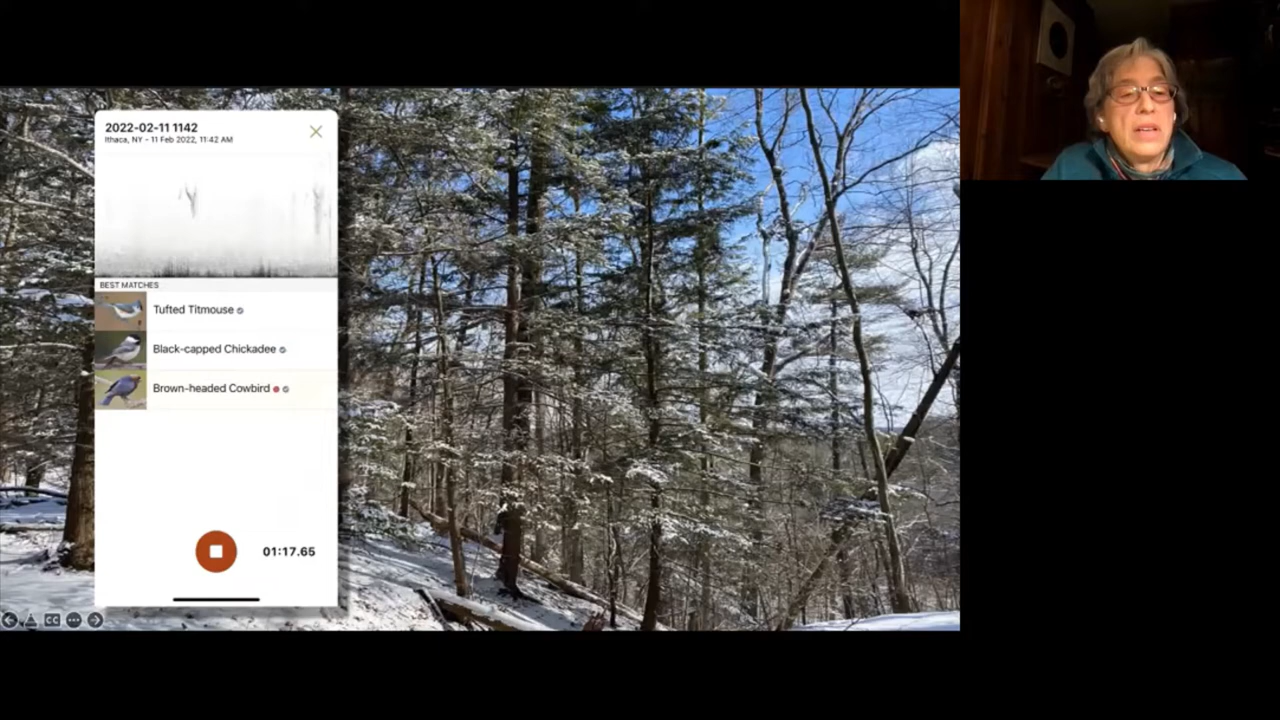 2022-02-11 1142
Ithaca, NY - 11 Feb 2022, 11:42 AM
BEST MATCHES
Tufted Titmouse
Black-capped Chickadee
Brown-headed Cowbird
01:17.65
CC